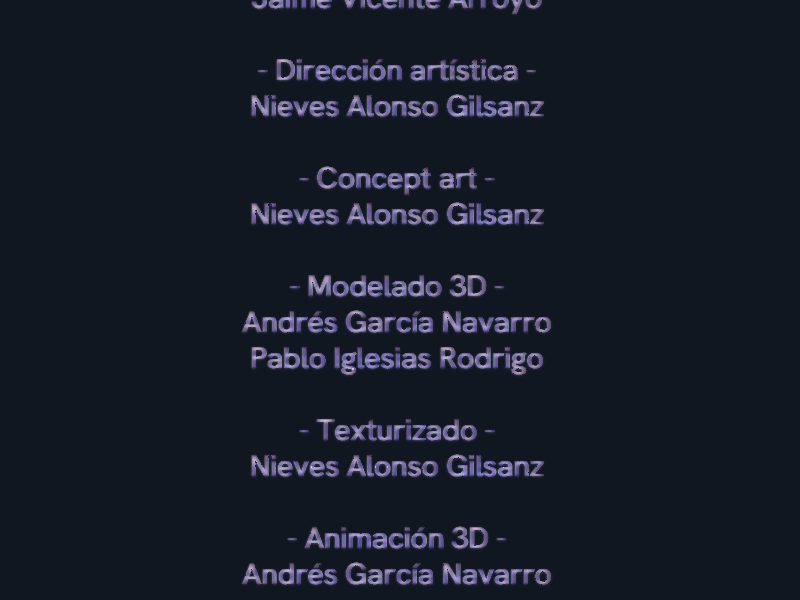 Jaime Vicente Arroyo
- Dirección artística -
Nieves Alonso Gilsanz
- Concept art -
Nieves Alonso Gilsanz
- Modelado 3D -
Andrés García Navarro
Pablo Iglesias Rodrigo
- Texturizado -
Nieves Alonso Gilsanz
- Animación 3D -
Andrés García Navarro